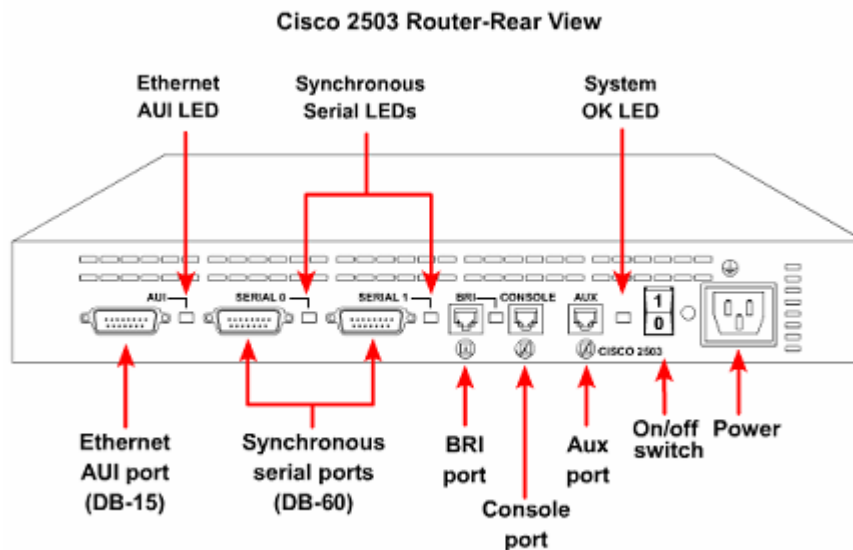 Cisco 2503 Router-Rear View
Ethernet
AUI LED
Synchronous
Serial LEDs
System
OK LED
AUI
SERIAL 0
SERIAL 1
BRI
CONSOLE
AUX
1
0
CISCO 2503
Ethernet
AUI port
(DB-15)
Synchronous
serial ports
(DB-60)
BRI
port
Console
port
Aux
port
On/off
switch
Power